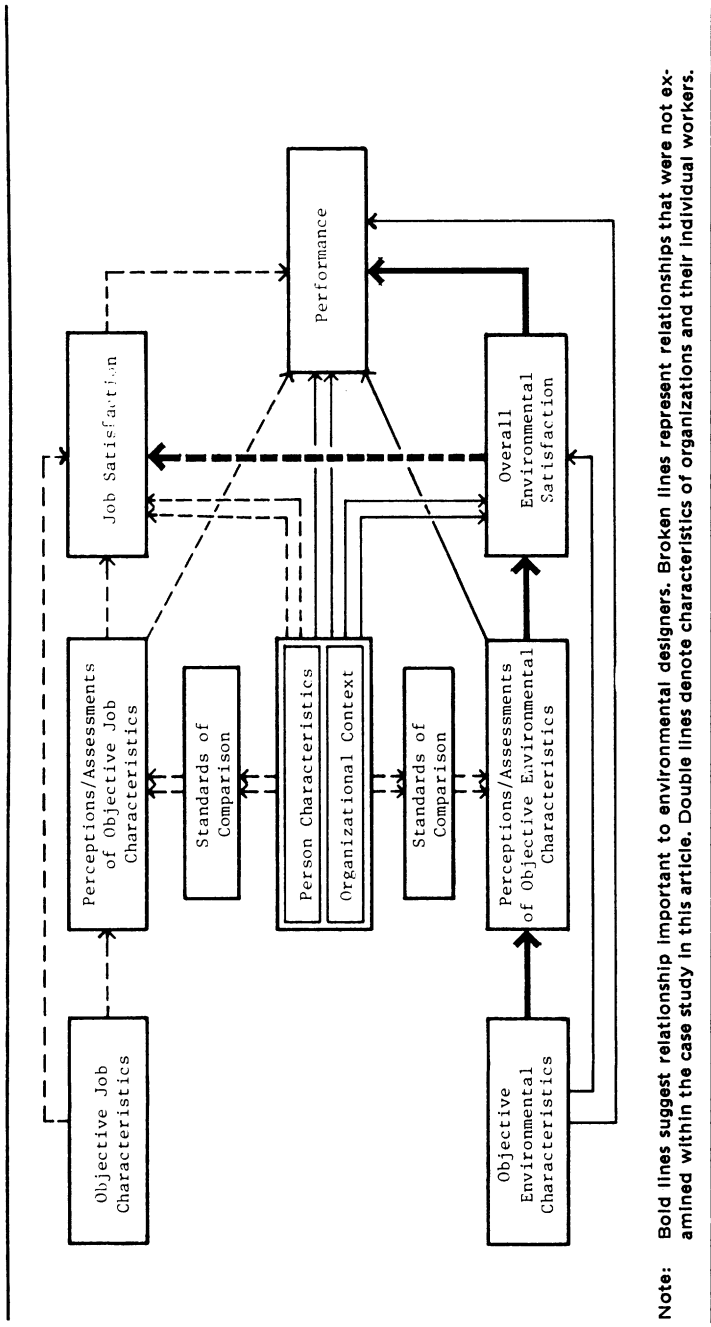 Objective Job
Characteristics
Perceptions/Assessments
of Objective Job
Characteristics
Job Satisfaction
Standards of
Comparison
Person Characteristics
Organizational Context
Performance
Standards of
Comparison
Objective
Environmental
Characteristics
Perceptions/Assessments
of Objective Environmental
Characteristics
Overall
Environmental
Satisfaction
Note: Bold lines suggest relationship important to environmental designers. Broken lines represent relationships that were not ex-
amined within the case study in this article. Double lines denote characteristics of organizations and their individual workers.